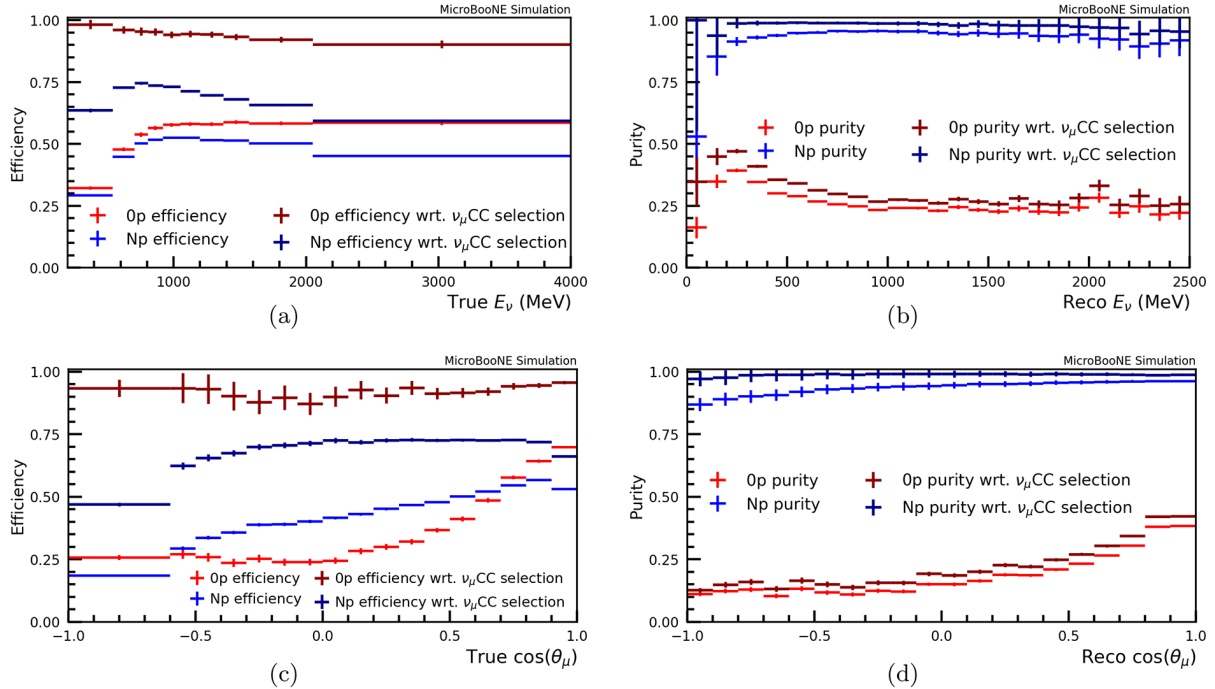 MicroBooNE Simulation
1.00
0.75
0.50
0.25
0.00
Efficiency
0p efficiency
Np efficiency
0p efficiency wrt. νμCC selection
Np efficiency wrt. νμCC selection
1000 2000 3000 4000
True Eν (MeV)
(a)
MicroBooNE Simulation
1.00
0.75
0.50
0.25
0.00
Purity
0p purity
Np purity
0p purity wrt. νμCC selection
Np purity wrt. νμCC selection
0 500 1000 1500 2000 2500
Reco Eν (MeV)
(b)
MicroBooNE Simulation
1.00
0.75
0.50
0.25
0.00
Efficiency
0p efficiency
Np efficiency
0p efficiency wrt. νμCC selection
Np efficiency wrt. νμCC selection
−1.0 −0.5 0.0 0.5 1.0
True cos(θμ)
(c)
MicroBooNE Simulation
1.00
0.75
0.50
0.25
0.00
Purity
0p purity
Np purity
0p purity wrt. νμCC selection
Np purity wrt. νμCC selection
−1.0 −0.5 0.0 0.5 1.0
Reco cos(θμ)
(d)